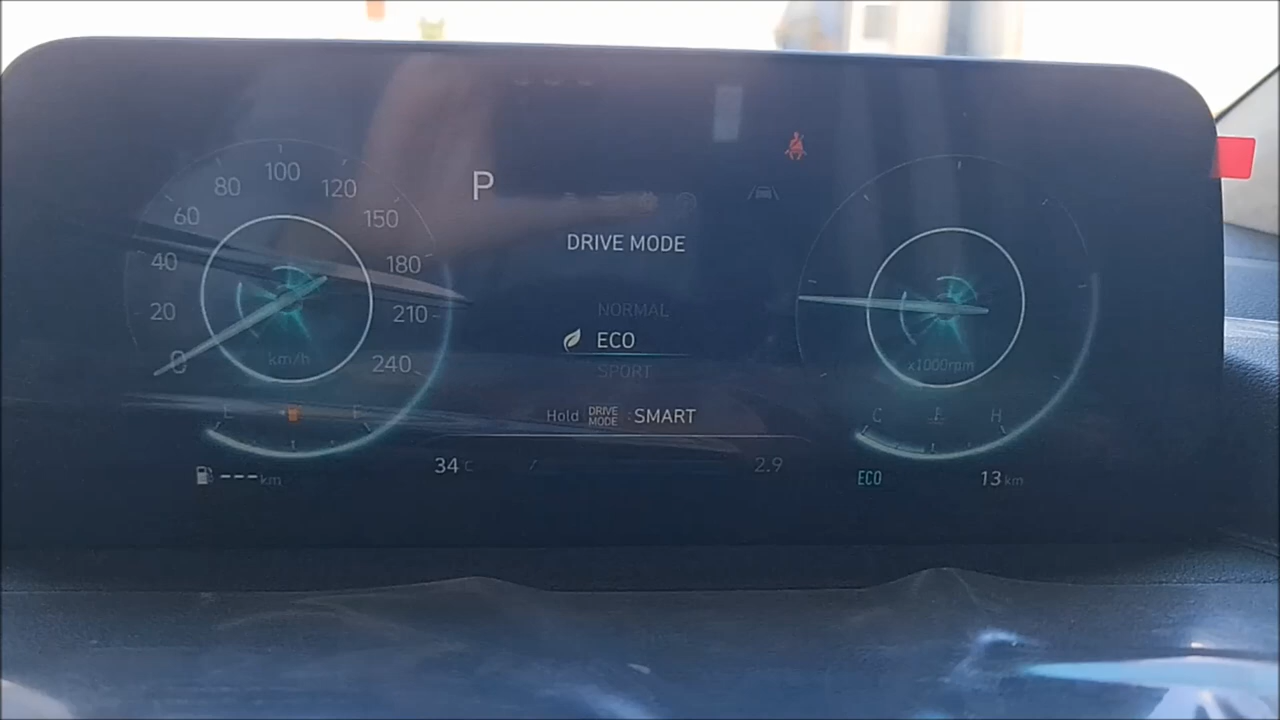 100
80
120
60
150
40
180
20
210
0
240
km/h
P
DRIVE MODE
NORMAL
ECO
SPORT
Hold DRIVE MODE : SMART
x1000rpm
E
F
C
H
--- km
34 C
2.9
ECO
13 km